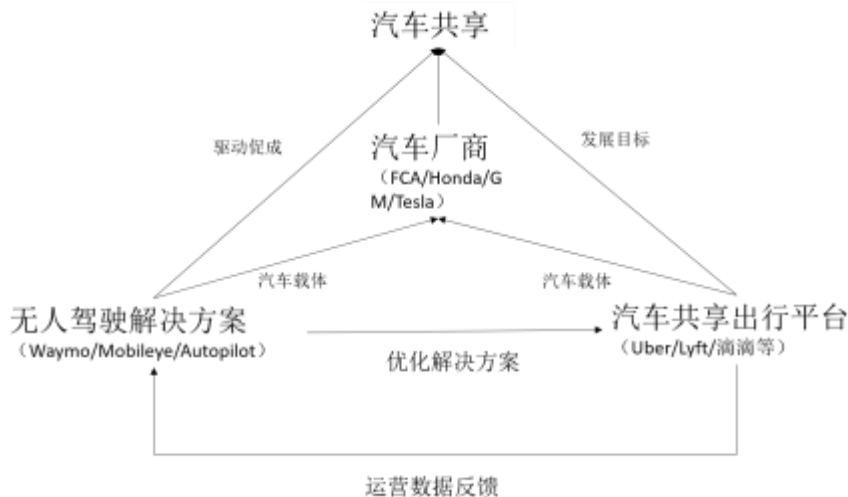 汽车共享
驱动促成
发展目标
汽车厂商
（FCA/Honda/G
M/Tesla）
汽车载体
汽车载体
无人驾驶解决方案
（Waymo/Mobileye/Autopilot）
汽车共享出行平台
（Uber/Lyft/滴滴等）
优化解决方案
运营数据反馈